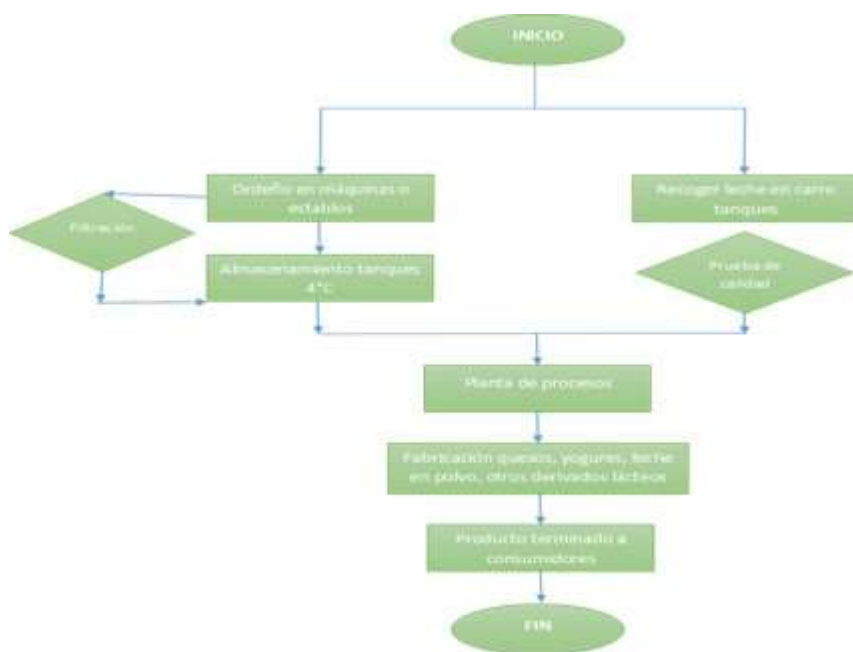 INICIO
Ordeño en máquinas o
establos
Recoger leche en carro
tanques
Filtración
Almacenamiento tanques
4°C
Prueba de
calidad
Planta de procesos
Fabricación quesos, yogures, leche
en polvo, otros derivados lácteos
Producto terminado a
consumidores
FIN